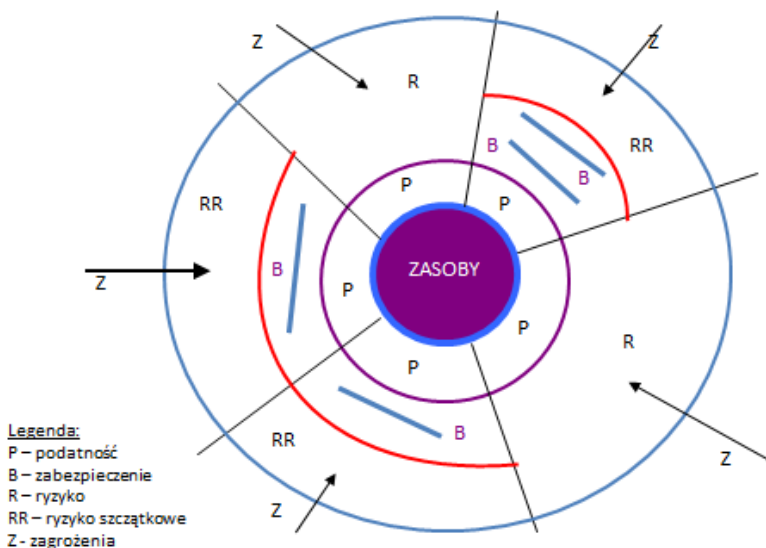 Z
Z
R
B
RR
P
B
RR
P
ZASOBY
B
P
Z
P
R
P
B
RR
Z
Z
Legenda:
P – podatność
B – zabezpieczenie
R – ryzyko
RR – ryzyko szczątkowe
Z - zagrożenia